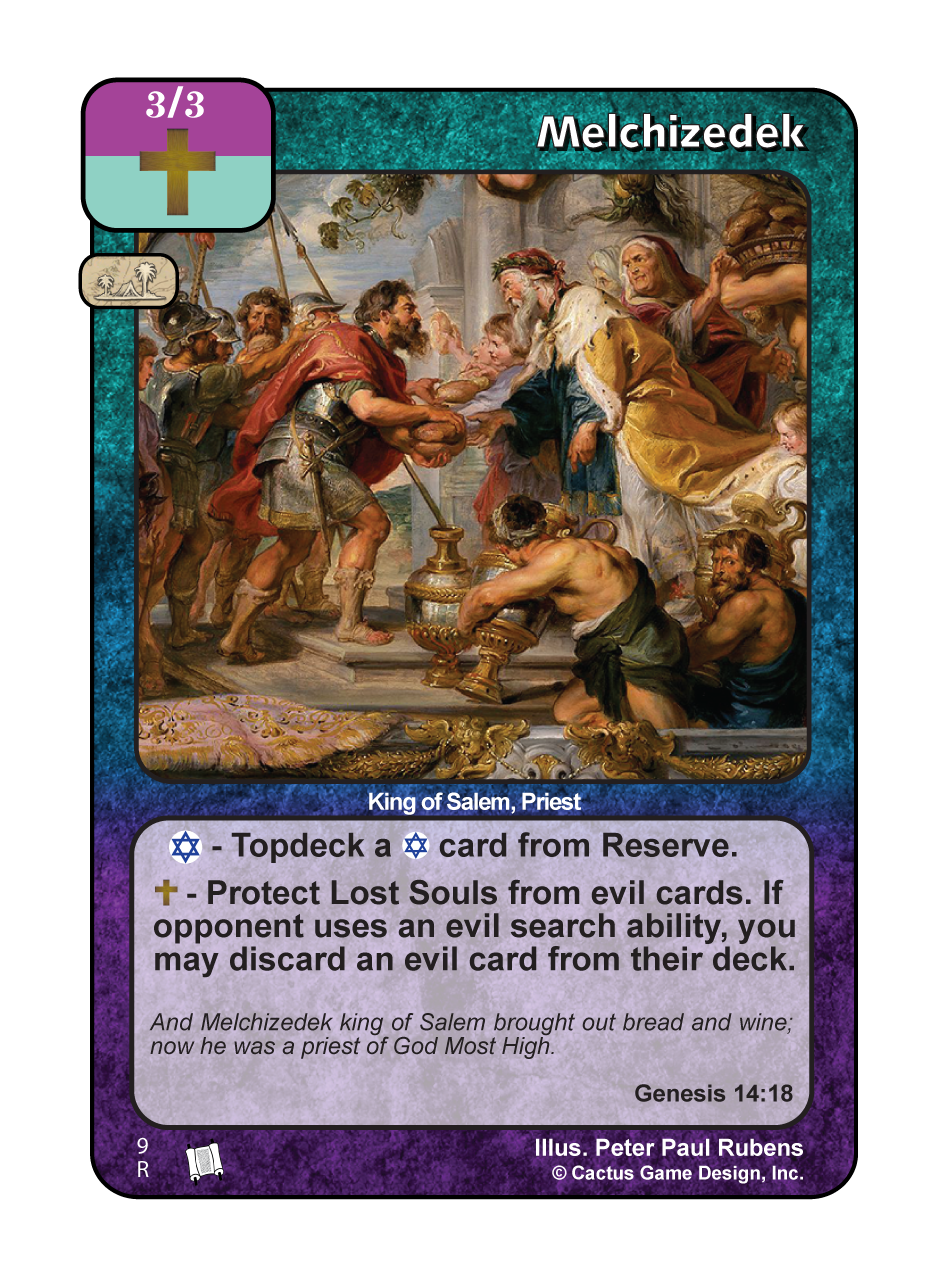 3/3
Melchizedek
King of Salem, Priest
- Topdeck a card from Reserve.
- Protect Lost Souls from evil cards. If
opponent uses an evil search ability, you
may discard an evil card from their deck.
And Melchizedek king of Salem brought out bread and wine;
now he was a priest of God Most High.
Genesis 14:18
9
R
Illus. Peter Paul Rubens
© Cactus Game Design, Inc.